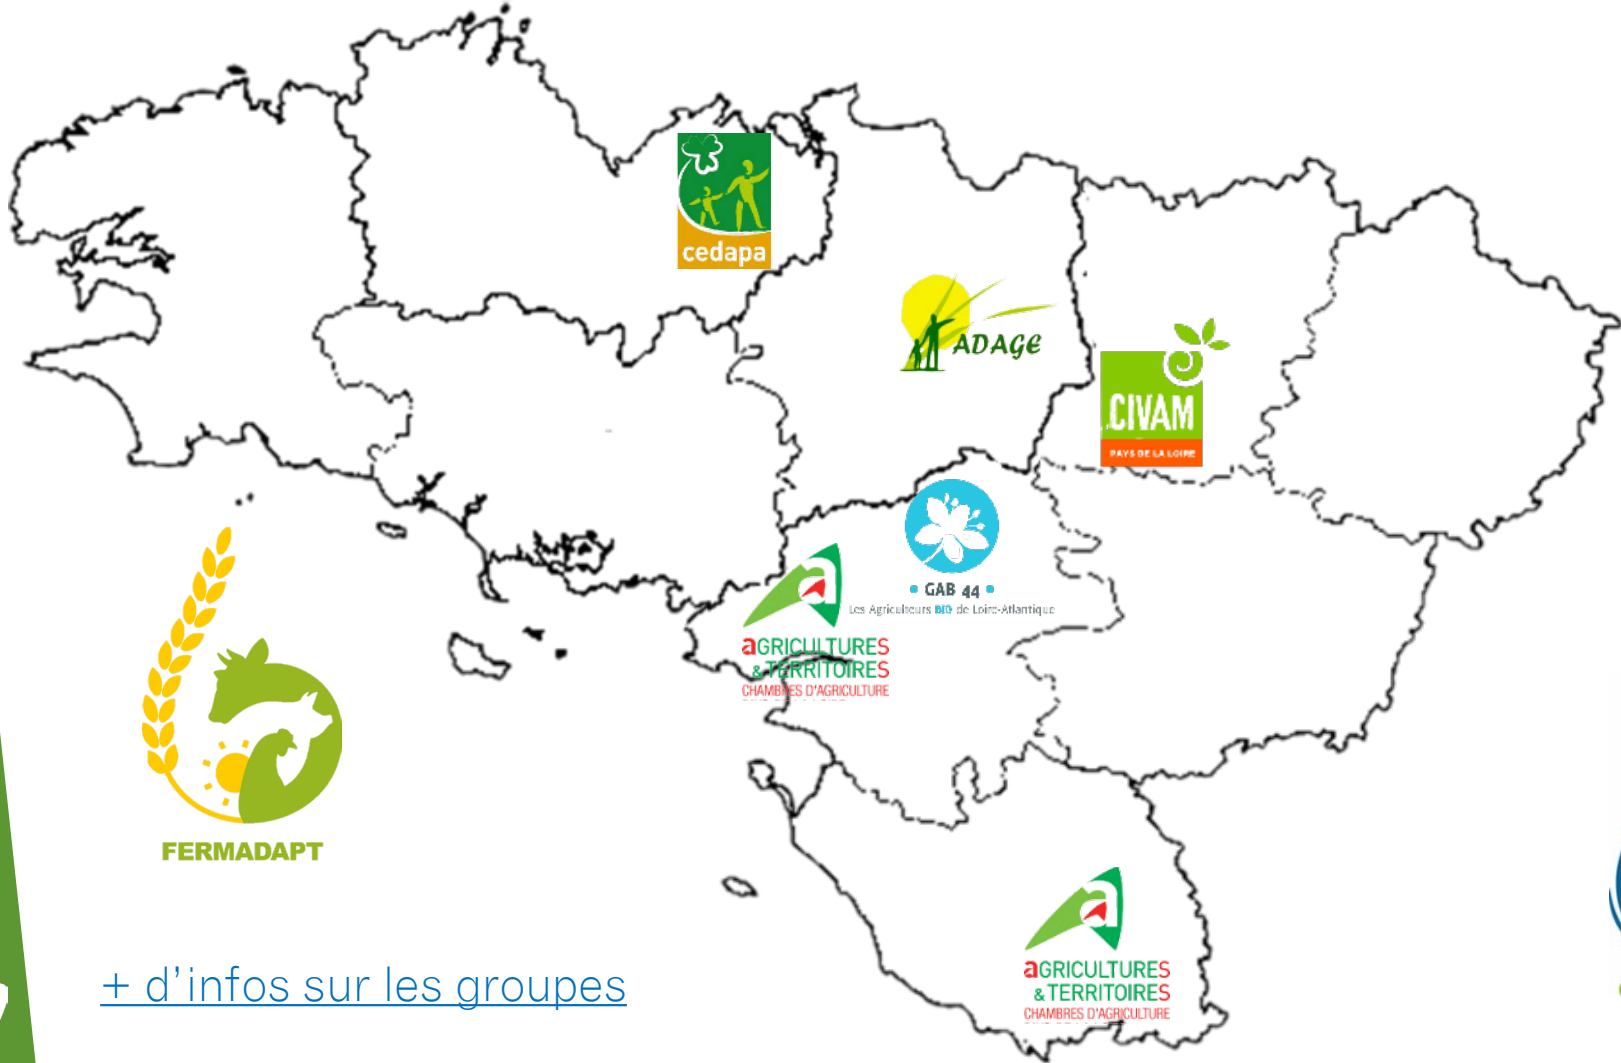 cedapa
ADAGE
CIVAM
PAYS DE LA LOIRE
• GAB 44 •
Les Agriculteurs BIO de Loire-Atlantique
aGRICULTURES
& TERRITOIRES
CHAMBRES D'AGRICULTURE
FERMADAPT
aGRICULTURES
& TERRITOIRES
CHAMBRES D'AGRICULTURE
+ d'infos sur les groupes